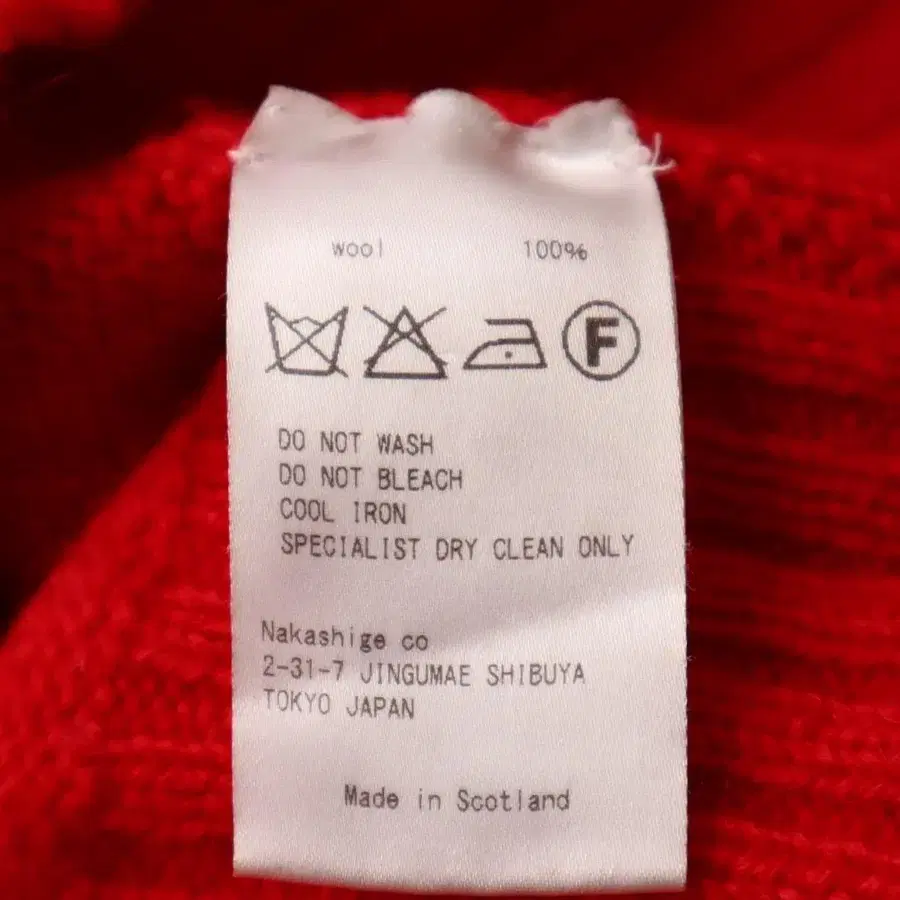 wool 100%
F
DO NOT WASH
DO NOT BLEACH
COOL IRON
SPECIALIST DRY CLEAN ONLY
Nakashige co
2-31-7 JINGUMAE SHIBUYA
TOKYO JAPAN
Made in Scotland